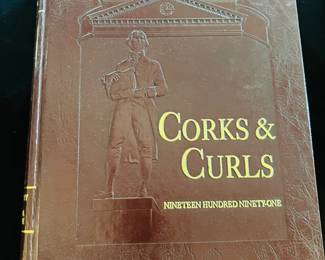 CORKS &
CURLS
NINETEEN HUNDRED NINETY-ONE